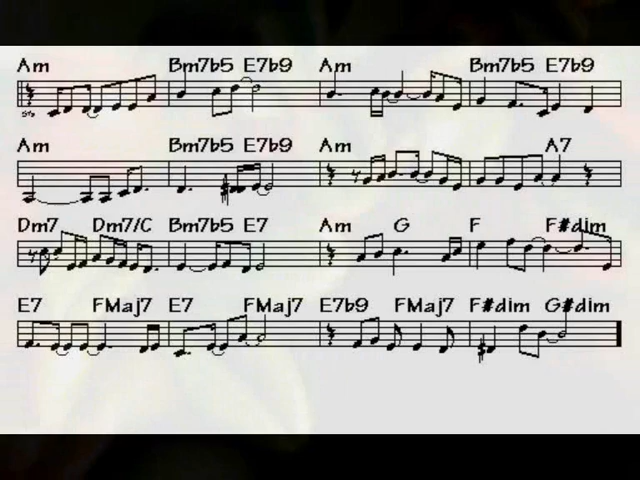 Am Bm7b5 E7b9 Am Bm7b5 E7b9
Am Bm7b5 E7b9 Am A7
Dm7 Dm7/C Bm7b5 E7 Am G F F#dim
E7 FMaj7 E7 FMaj7 E7b9 FMaj7 F#dim G#dim